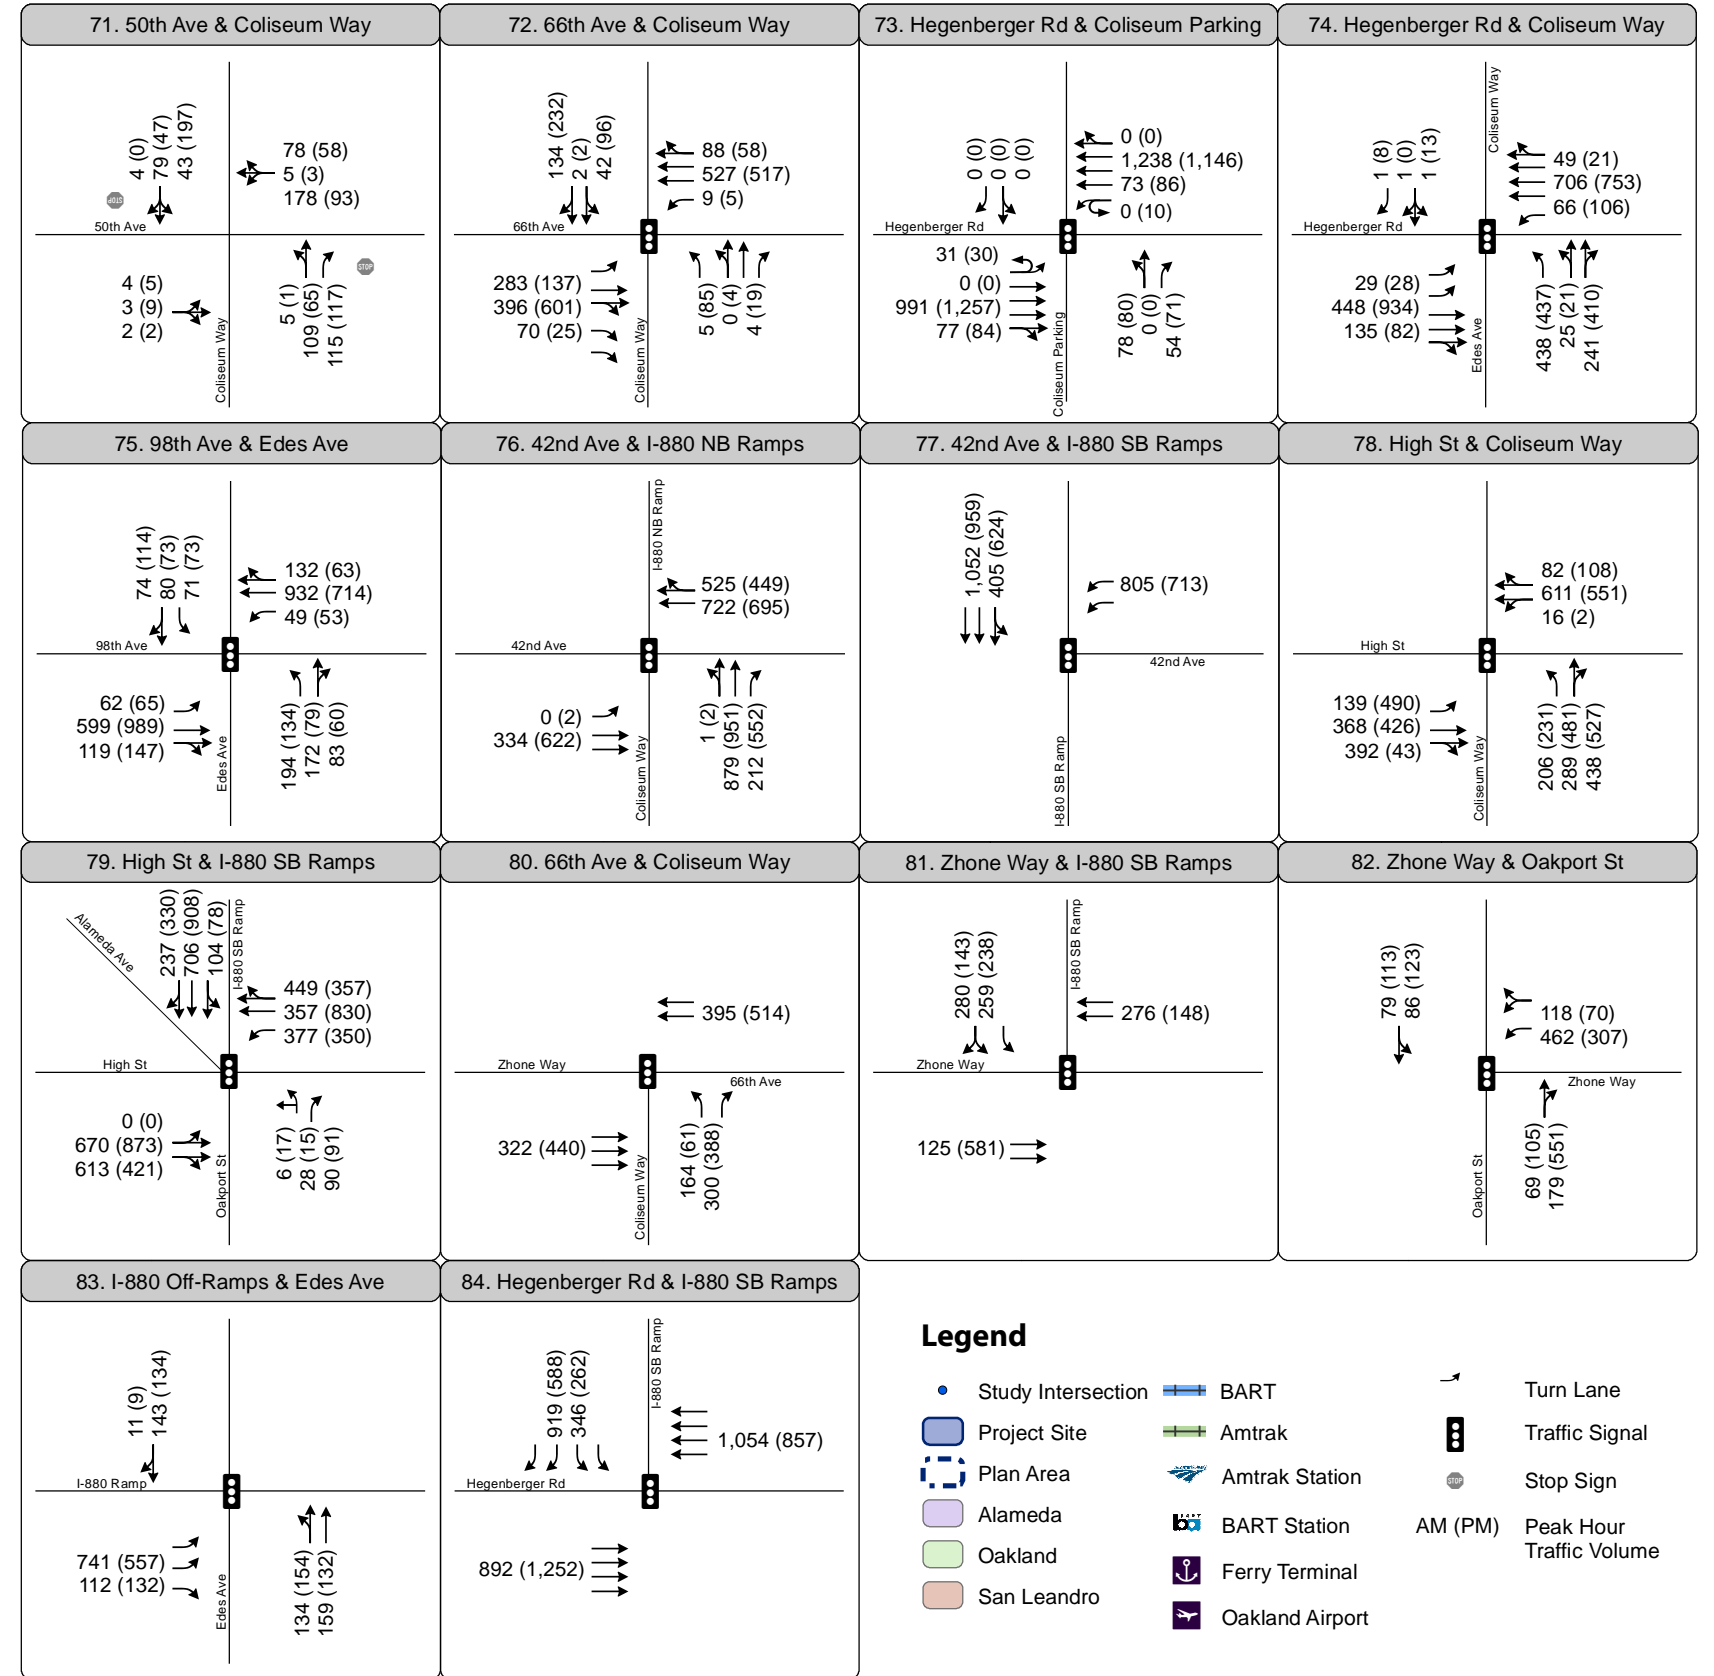 71. 50th Ave & Coliseum Way
4 (0)
79 (47)
43 (197)
78 (58)
5 (3)
178 (93)
STOP
50th Ave
STOP
4 (5)
3 (9)
2 (2)
Coliseum Way
5 (1)
109 (65)
115 (117)
72. 66th Ave & Coliseum Way
134 (232)
2 (2)
42 (96)
88 (58)
527 (517)
9 (5)
66th Ave
283 (137)
396 (601)
70 (25)
Coliseum Way
5 (85)
0 (4)
4 (19)
73. Hegenberger Rd & Coliseum Parking
0 (0)
0 (0)
0 (0)
0 (0)
1,238 (1,146)
73 (86)
0 (10)
Hegenberger Rd
31 (30)
0 (0)
991 (1,257)
77 (84)
Coliseum Parking
78 (80)
0 (0)
54 (71)
74. Hegenberger Rd & Coliseum Way
Coliseum Way
1 (8)
1 (0)
1 (13)
49 (21)
706 (753)
66 (106)
Hegenberger Rd
29 (28)
448 (934)
135 (82)
Edes Ave
438 (437)
25 (21)
241 (410)
75. 98th Ave & Edes Ave
74 (114)
80 (73)
71 (73)
132 (63)
932 (714)
49 (53)
98th Ave
62 (65)
599 (989)
119 (147)
Edes Ave
194 (134)
172 (79)
83 (60)
76. 42nd Ave & I-880 NB Ramps
I-880 NB Ramp
525 (449)
722 (695)
42nd Ave
0 (2)
334 (622)
Coliseum Way
1 (2)
879 (951)
212 (552)
77. 42nd Ave & I-880 SB Ramps
1,052 (959)
405 (624)
805 (713)
42nd Ave
I-880 SB Ramp
78. High St & Coliseum Way
82 (108)
611 (551)
16 (2)
High St
139 (490)
368 (426)
392 (43)
Coliseum Way
206 (231)
289 (481)
438 (527)
79. High St & I-880 SB Ramps
Alameda Ave
237 (330)
706 (908)
104 (78)
I-880 SB Ramp
449 (357)
357 (830)
377 (350)
High St
0 (0)
670 (873)
613 (421)
Oakport St
6 (17)
28 (15)
90 (91)
80. 66th Ave & Coliseum Way
395 (514)
Zhone Way
66th Ave
322 (440)
Coliseum Way
164 (61)
300 (388)
81. Zhone Way & I-880 SB Ramps
280 (143)
259 (238)
I-880 SB Ramp
276 (148)
Zhone Way
125 (581)
82. Zhone Way & Oakport St
79 (113)
86 (123)
118 (70)
462 (307)
Zhone Way
Oakport St
69 (105)
179 (551)
83. I-880 Off-Ramps & Edes Ave
11 (9)
143 (134)
I-880 Ramp
741 (557)
112 (132)
Edes Ave
134 (154)
159 (132)
84. Hegenberger Rd & I-880 SB Ramps
919 (588)
346 (262)
I-880 SB Ramp
1,054 (857)
Hegenberger Rd
892 (1,252)
Legend
Study Intersection
Project Site
Plan Area
Alameda
Oakland
San Leandro
BART
Amtrak
Amtrak Station
BART Station
Ferry Terminal
Oakland Airport
Turn Lane
Traffic Signal
STOP
Stop Sign
AM (PM)
Peak Hour
Traffic Volume